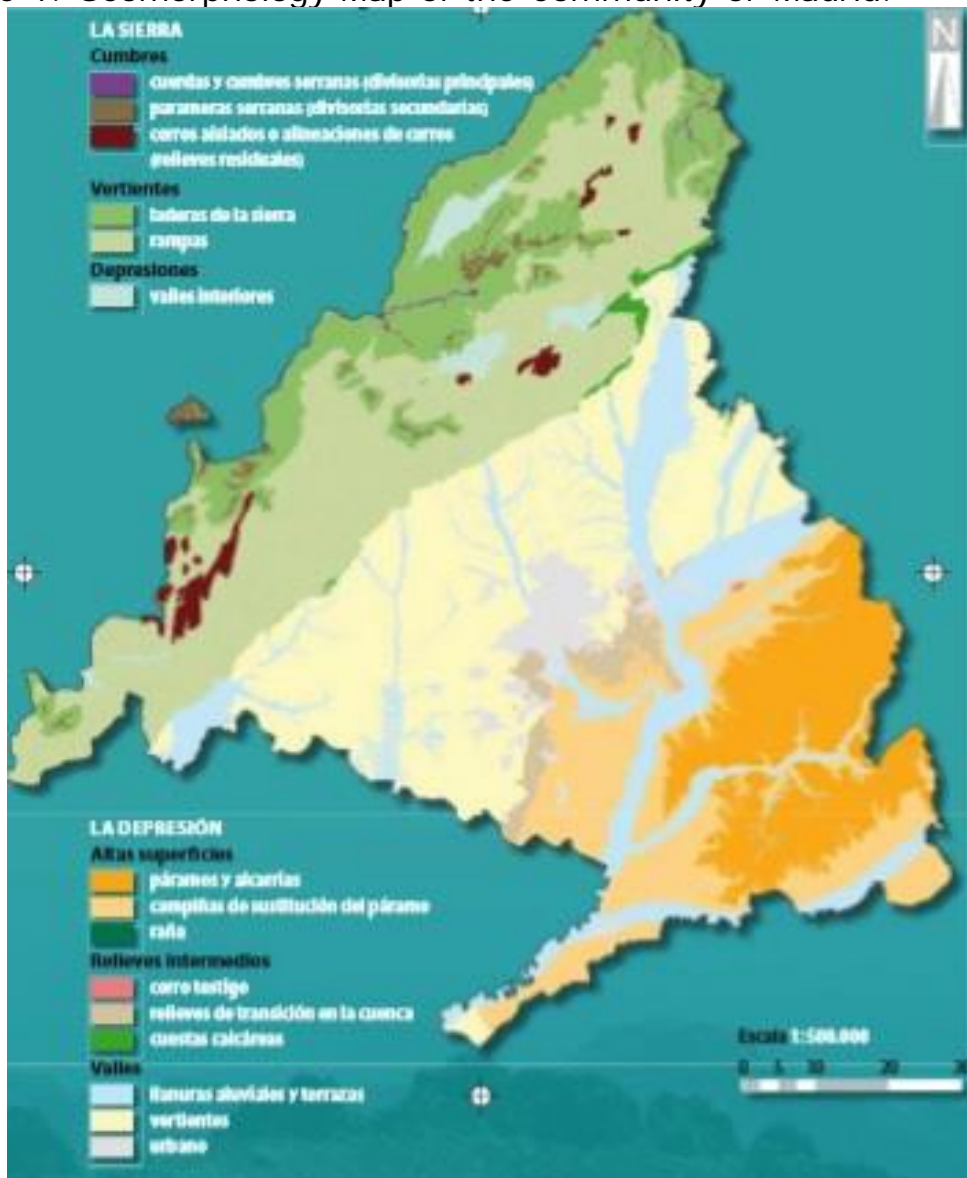 1. Geomorphology Map of the community of Madrid.
N
LA SIERRA
Cumbres
cuerdas y cumbres serranas (divisorias principales)
parameras serranas (divisorias secundarias)
cerros aislados o alineaciones de cerros
(relieves residuales)
Vertientes
laderas de la sierra
rampas
Depresiones
valles interiores
LA DEPRESIÓN
Altas superficies
páramos y alcarrias
campiñas de sustitución del páramo
raña
Relieves intermedios
cerro testigo
relieves de transición en la cuenca
cuestas calcáreas
Valles
llanuras aluviales y terrazas
vertientes
urbano
Escala 1:500.000
0 5 10 20